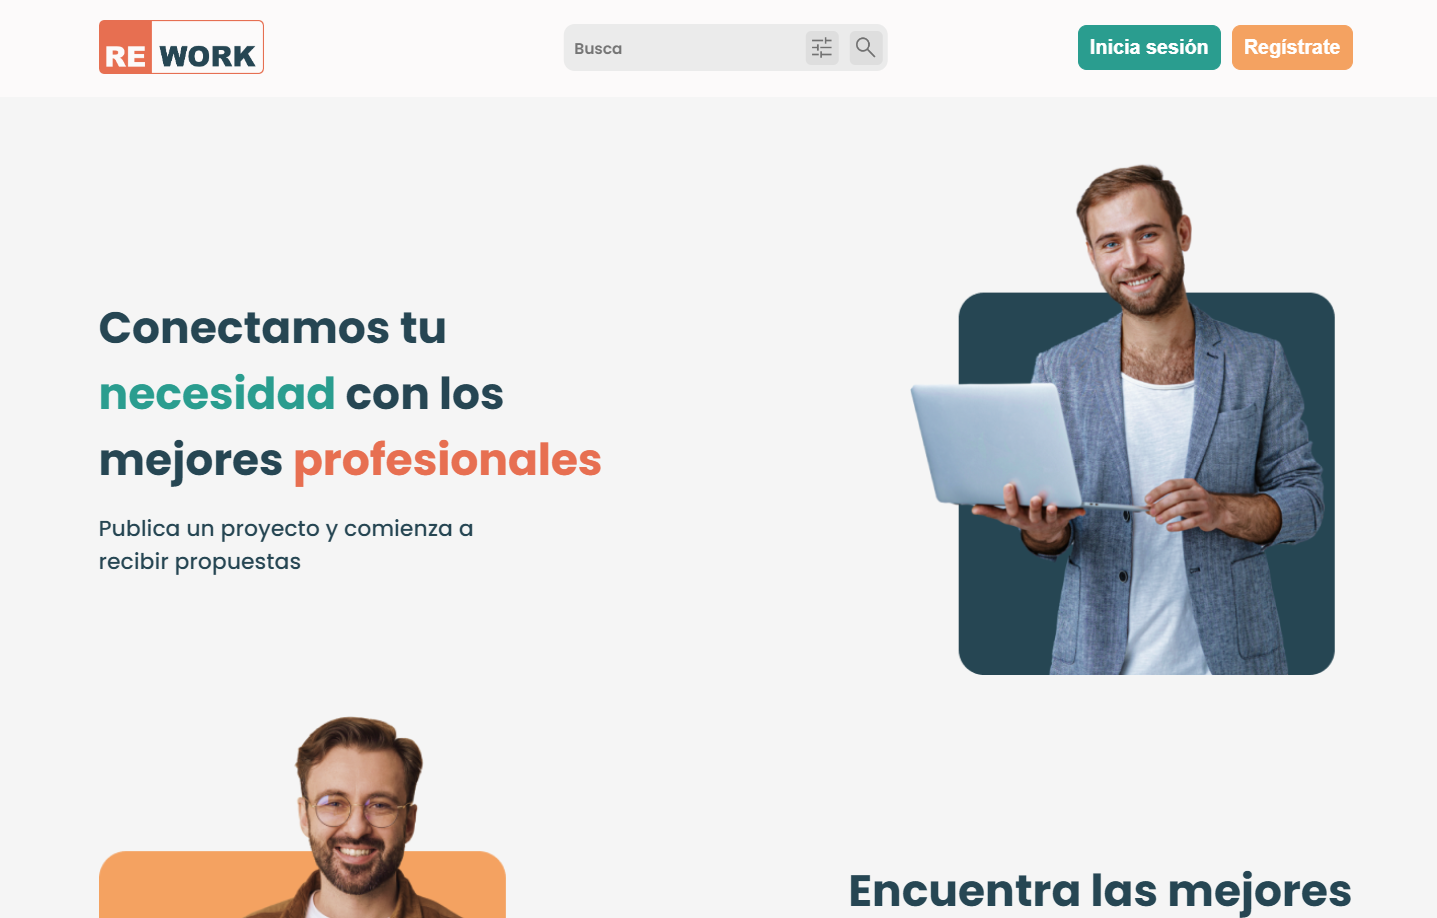 RE WORK
Busca
Inicia sesión
Regístrate
Conectamos tu
necesidad con los
mejores profesionales
Publica un proyecto y comienza a
recibir propuestas
Encuentra las mejores